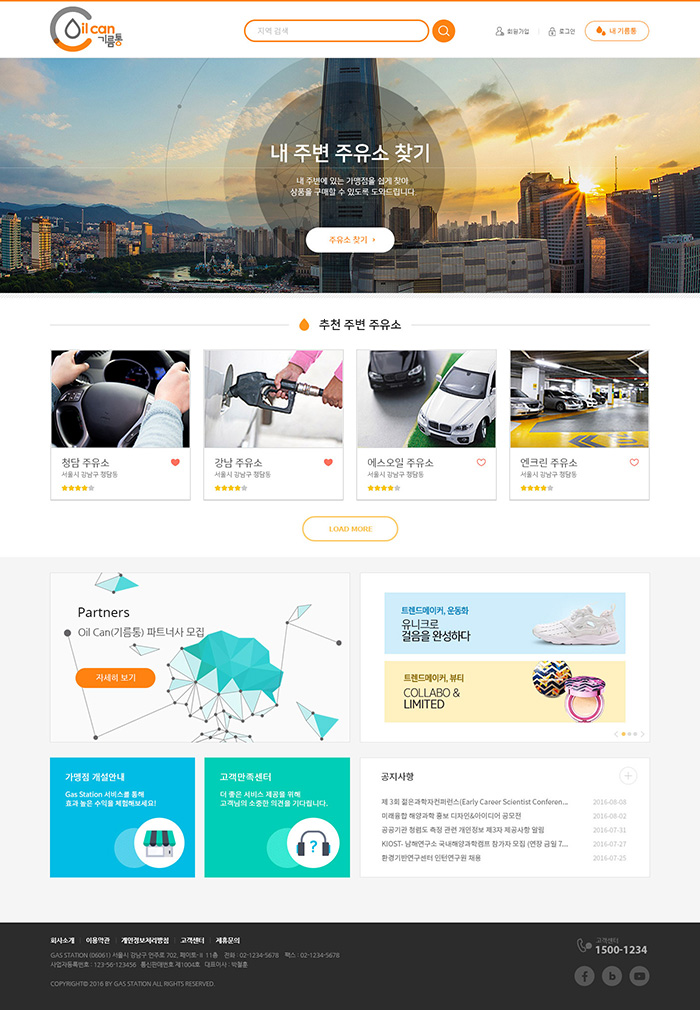 Oil can
기름통
지역 검색
회원가입
로그인
내 기름통
내 주변 주유소 찾기
내 주변에 있는 가맹점을 쉽게 찾아
상품을 구매할 수 있도록 도와드립니다.
주유소 찾기
추천 주변 주유소
청담 주유소
서울시 강남구 청담동
강남 주유소
서울시 강남구 청담동
에스오일 주유소
서울시 강남구 청담동
엔크린 주유소
서울시 강남구 청담동
LOAD MORE
Partners
Oil Can(기름통) 파트너사 모집
자세히 보기
트렌드메이커, 운동화
유니크로
걸음을 완성하다
트렌드메이커, 뷰티
COLLABO &
LIMITED
가맹점 개설안내
Gas Station 서비스를 통해
효과 높은 수익을 체험해보세요!
고객만족센터
더 좋은 서비스 제공을 위해
고객님의 소중한 의견을 기다립니다.
?
공지사항
제 3회 젊은과학자컨퍼런스(Early Career Scientist Conferen... 2016-08-08
미래융합 해양과학 홍보 디자인&아이디어 공모전 2016-08-02
공공기관 청렴도 측정 관련 개인정보 제3자 제공사항 알림 2016-07-31
KIOST- 남해연구소 국내해양과학캠프 참가자 모집 (연장 금일 7... 2016-07-27
환경기반연구센터 인턴연구원 채용 2016-07-25
회사소개 이용약관 개인정보처리방침 고객센터 제휴문의
GAS STATION (06061) 서울시 강남구 언주로 702, 페이토-Ⅱ 11층 전화 : 02-1234-5678 팩스 : 02-1234-5678
사업자등록번호 : 123-56-123456 통신판매번호 제1004호 대표이사 : 박철훈
COPYRIGHT© 2016 BY GAS STATION ALL RIGHTS RESERVED.
고객센터
1500-1234